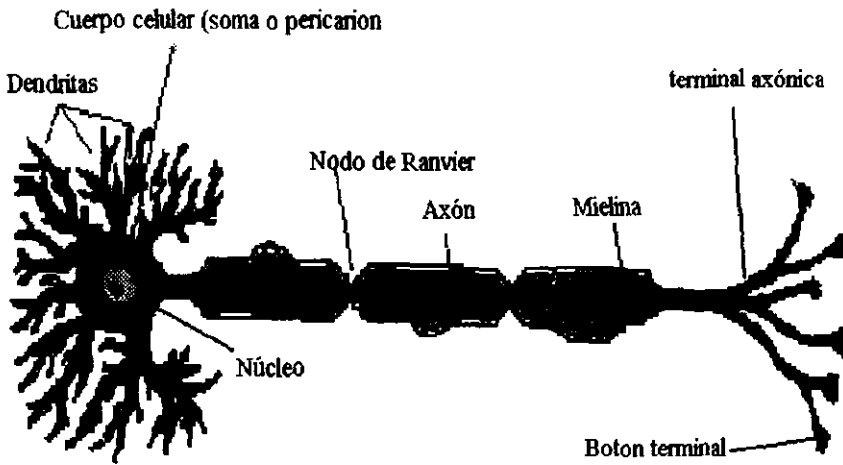 Cuerpo celular (soma o pericarion
Dendritas
terminal axónica
Nodo de Ranvier
Axón
Mielina
Núcleo
Boton terminal